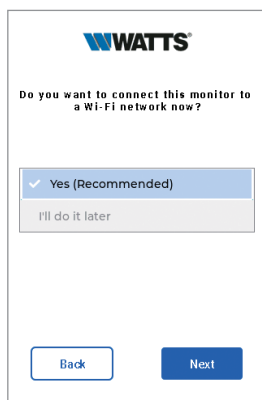 WATTS®
Do you want to connect this monitor to
a Wi-Fi network now?
Yes (Recommended)
I'll do it later
Back
Next